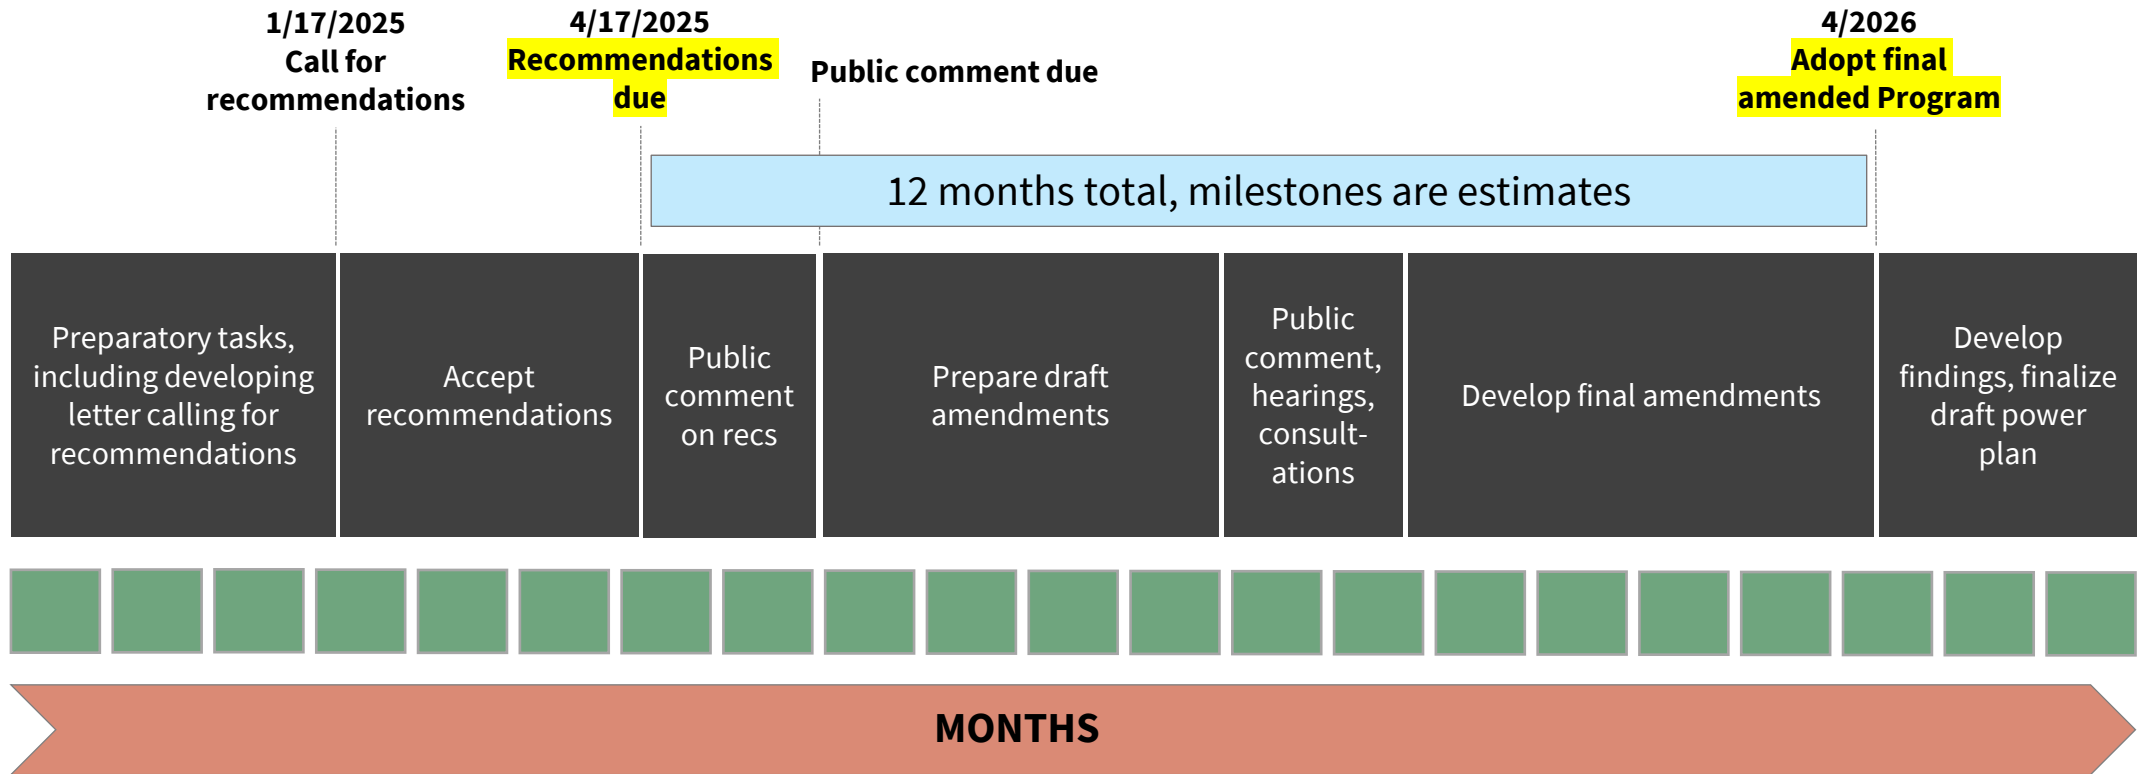 1/17/2025
Call for
recommendations
4/17/2025
Recommendations
due
Public comment due
4/2026
Adopt final
amended Program
12 months total, milestones are estimates
Preparatory tasks,
including developing
letter calling for
recommendations
Accept
recommendations
Public
comment
on recs
Prepare draft
amendments
Public
comment,
hearings,
consult-
ations
Develop final amendments
Develop
findings, finalize
draft power
plan
MONTHS